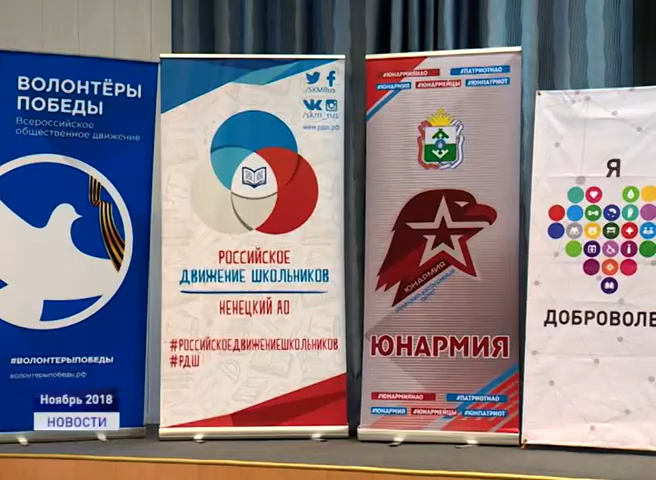 ВОЛОНТЁРЫ
ПОБЕДЫ
Всероссийское
общественное движение
#ВОЛОНТЕРЫПОБЕДЫ
волонтерыпобеды.рф
Ноябрь 2018
НОВОСТИ
/SKMRus
/skm_rus
www.рдш.рф
РОССИЙСКОЕ
ДВИЖЕНИЕ ШКОЛЬНИКОВ
НЕНЕЦКИЙ АО
#РОССИЙСКОЕДВИЖЕНИЕШКОЛЬНИКОВ
#РДШ
#ЮНАРМИЯНАО #ПАТРИОТНАО
#ЮНАРМИЯ #ЮНАРМЕЙЦЫ #ЮНПАТРИОТ
ЮНАРМИЯ
ЮНАРМИЯ
#ЮНАРМИЯНАО #ПАТРИОТНАО
#ЮНАРМИЯ #ЮНАРМЕЙЦЫ #ЮНПАТРИОТ
Я
ДОБРОВОЛЕ